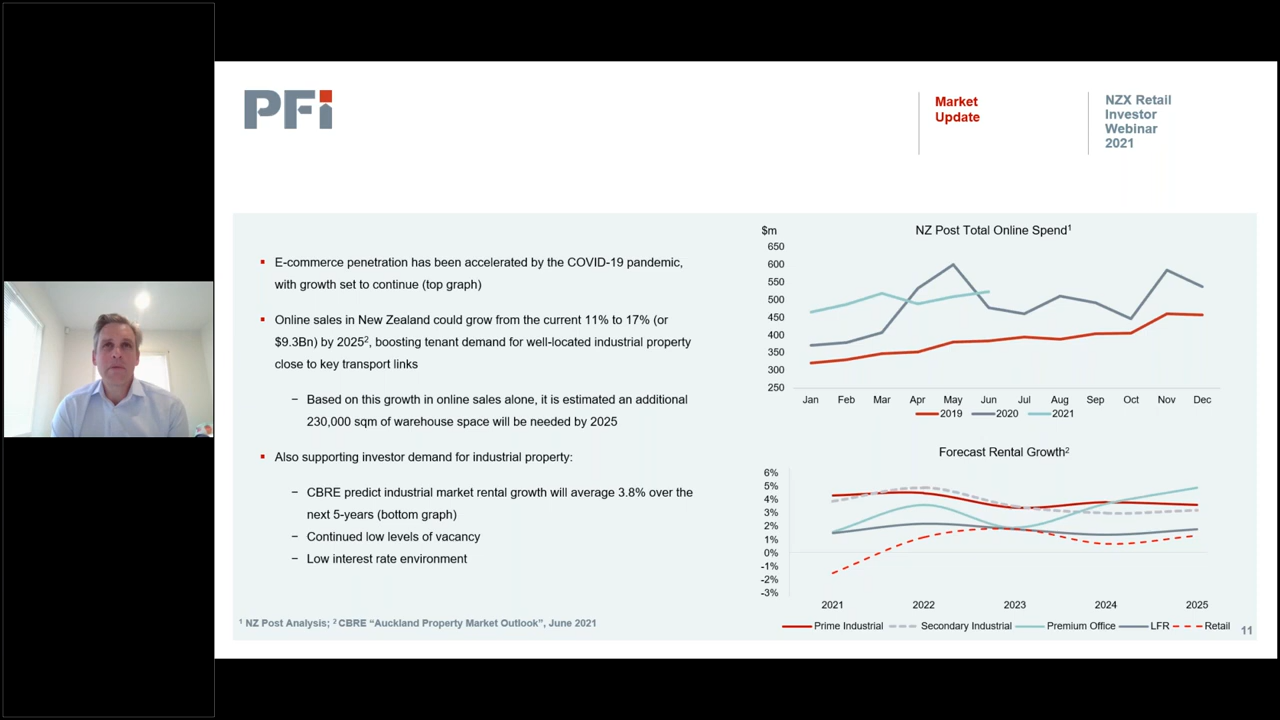 PFi
Market
Update
NZX Retail
Investor
Webinar
2021
E-commerce penetration has been accelerated by the COVID-19 pandemic,
with growth set to continue (top graph)
Online sales in New Zealand could grow from the current 11% to 17% (or
$9.3Bn) by 2025², boosting tenant demand for well-located industrial property
close to key transport links
– Based on this growth in online sales alone, it is estimated an additional
230,000 sqm of warehouse space will be needed by 2025
Also supporting investor demand for industrial property:
– CBRE predict industrial market rental growth will average 3.8% over the
next 5-years (bottom graph)
– Continued low levels of vacancy
– Low interest rate environment
¹ NZ Post Analysis; ² CBRE “Auckland Property Market Outlook”, June 2021
NZ Post Total Online Spend¹
$m
650
600
550
500
450
400
350
300
250
Jan Feb Mar Apr May Jun Jul Aug Sep Oct Nov Dec
2019 2020 2021
Forecast Rental Growth²
6%
5%
4%
3%
2%
1%
0%
-1%
-2%
-3%
2021 2022 2023 2024 2025
Prime Industrial Secondary Industrial Premium Office LFR Retail
11